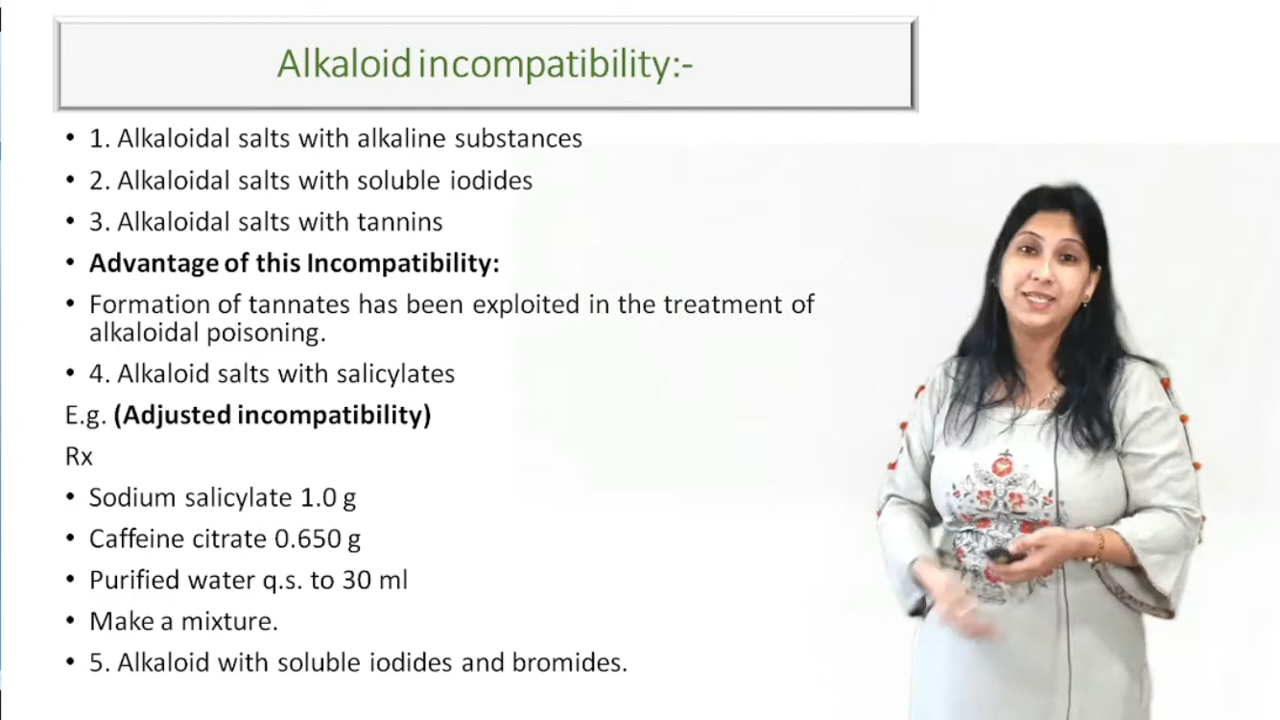 Alkaloid incompatibility:-
• 1. Alkaloidal salts with alkaline substances
• 2. Alkaloidal salts with soluble iodides
• 3. Alkaloidal salts with tannins
• Advantage of this Incompatibility:
• Formation of tannates has been exploited in the treatment of
alkaloidal poisoning.
• 4. Alkaloid salts with salicylates
E.g. (Adjusted incompatibility)
Rx
• Sodium salicylate 1.0 g
• Caffeine citrate 0.650 g
• Purified water q.s. to 30 ml
• Make a mixture.
• 5. Alkaloid with soluble iodides and bromides.